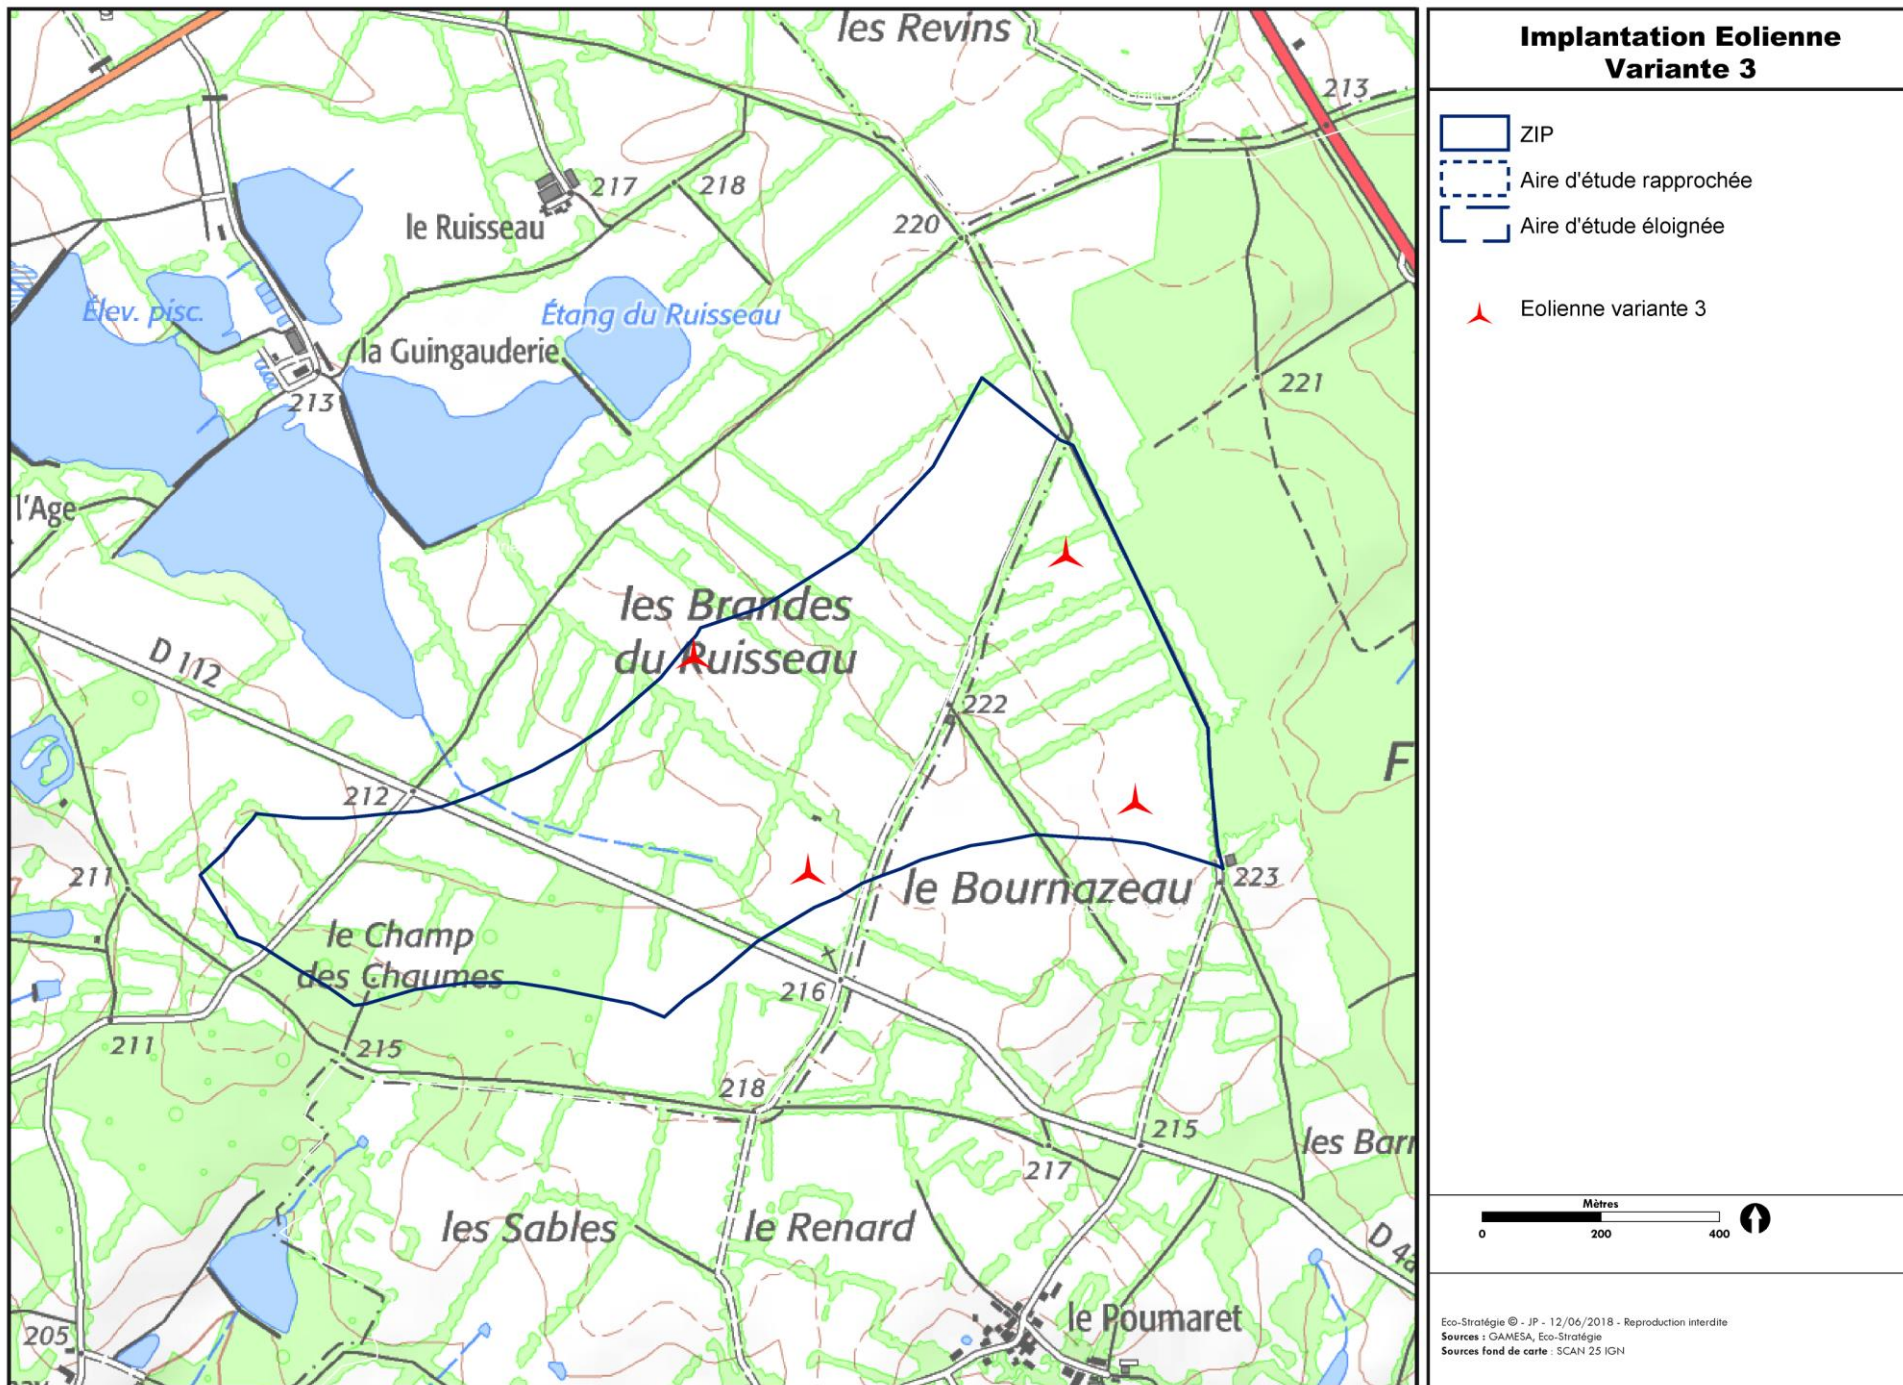 les Revins
213
217
218
220
le Ruisseau
Élev. pisc.
Étang du Ruisseau
la Guingauderie
221
213
l'Age
D 112
les Brandes
du Ruisseau
222
F
212
211
223
le Bournazeau
le Champ
des Chaumes
216
211
215
218
215
217
les Barr
les Sables
le Renard
D 4a
205
le Poumaret
Implantation Eolienne
Variante 3
ZIP
Aire d'étude rapprochée
Aire d'étude éloignée
Eolienne variante 3
Mètres
0 200 400
Eco-Stratégie © - JP - 12/06/2018 - Reproduction interdite
Sources : GAMESA, Eco-Stratégie
Sources fond de carte : SCAN 25 IGN